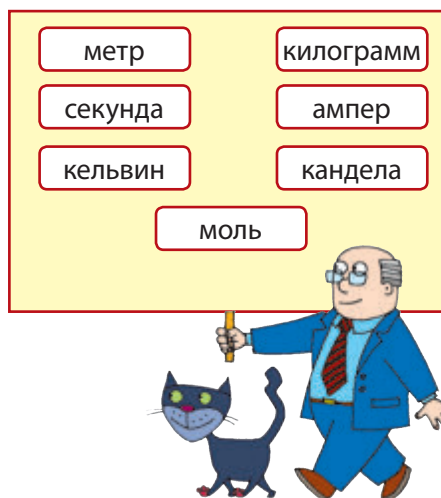 метр килограмм
секунда ампер
кельвин кандела
моль